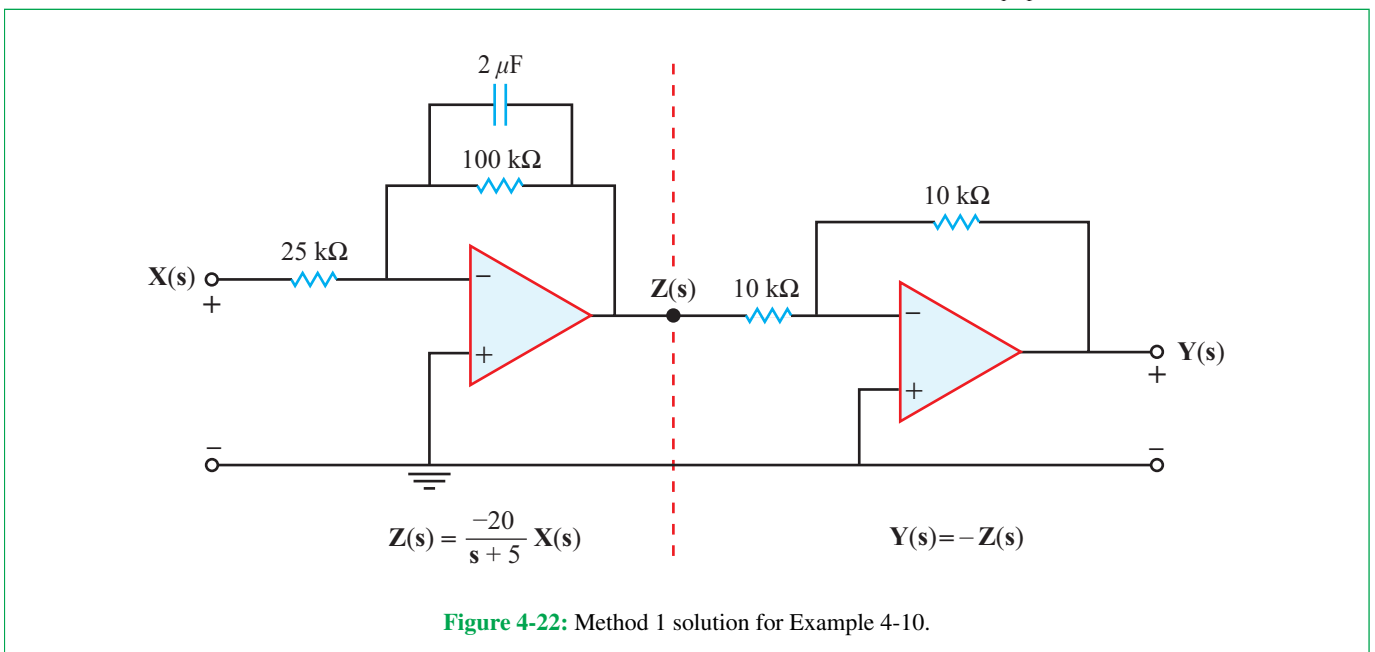 2 μF
100 kΩ
10 kΩ
25 kΩ
X(s)
+
−
+
Z(s)
10 kΩ
−
+
Y(s)
+
−
−
Z(s) = −20/(s + 5) X(s)
Y(s)=− Z(s)
Figure 4-22: Method 1 solution for Example 4-10.